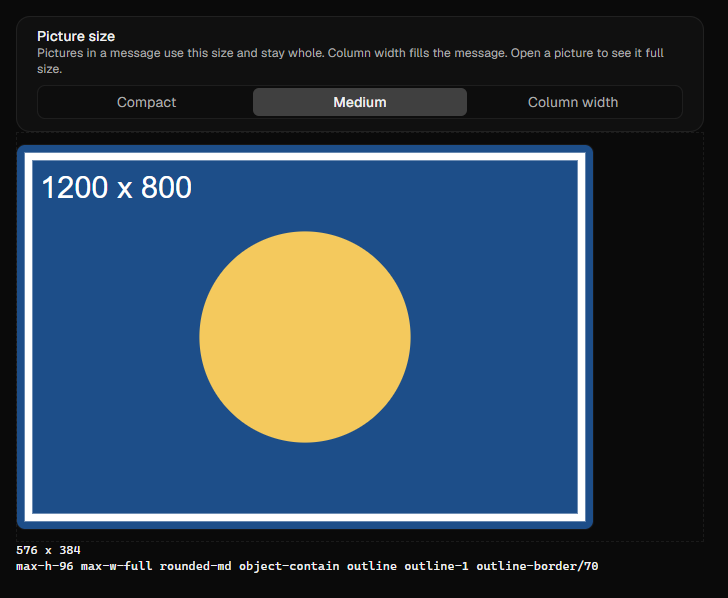 Picture size
Pictures in a message use this size and stay whole. Column width fills the message. Open a picture to see it full
size.
Compact Medium Column width
1200 x 800
576 x 384
max-h-96 max-w-full rounded-md object-contain outline outline-1 outline-border/70